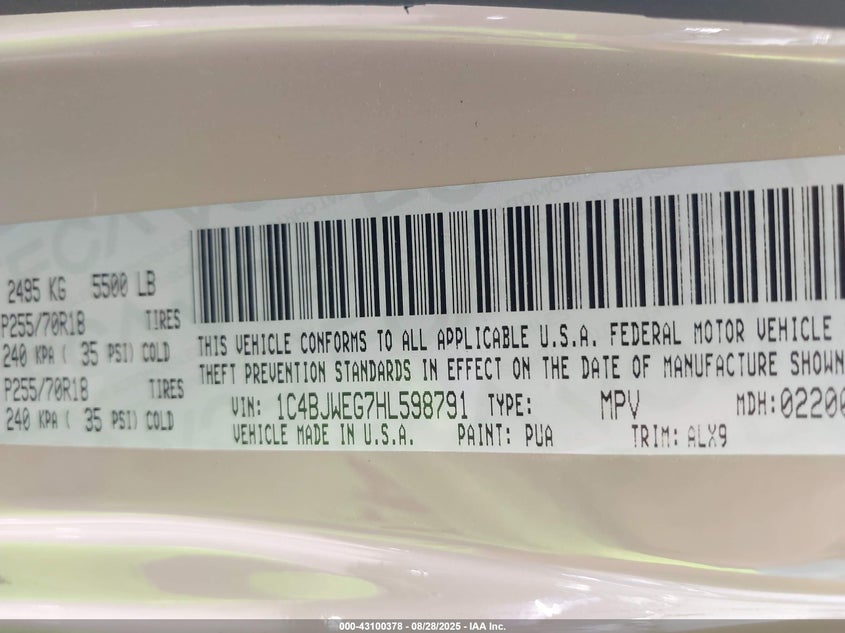 2495 KG 5500 LB
P255/70R18 TIRES
240 KPA ( 35 PSI) COLD
P255/70R18 TIRES
240 KPA ( 35 PSI) COLD
THIS VEHICLE CONFORMS TO ALL APPLICABLE U.S.A. FEDERAL MOTOR VEHICLE
THEFT PREVENTION STANDARDS IN EFFECT ON THE DATE OF MANUFACTURE SHOWN
VIN: 1C4BJWEG7HL598791 TYPE: MPV MDH:02200
VEHICLE MADE IN U.S.A. PAINT: PUA TRIM: ALX9
000-43100378 - 08/28/2025 - IAA Inc.